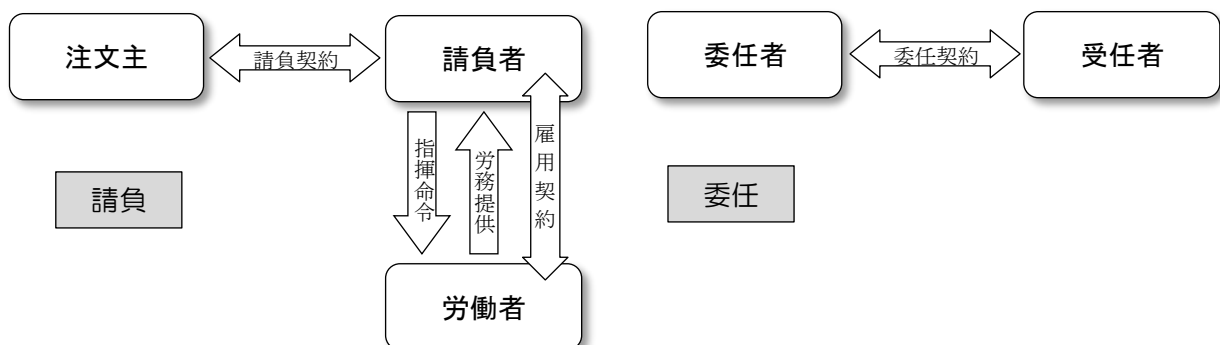 注文主
請負契約
請負者
指揮命令
労務提供
雇用契約
労働者
請負
委任者
委任契約
受任者
委任